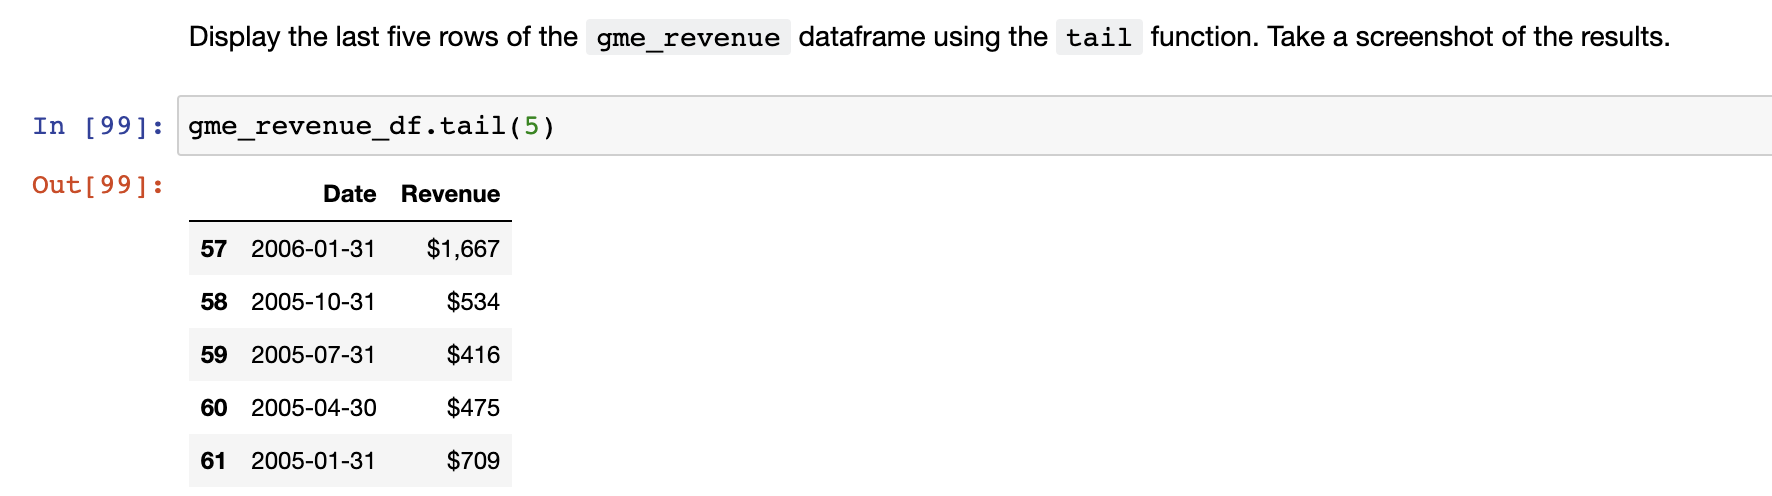 Display the last five rows of the gme_revenue dataframe using the tail function. Take a screenshot of the results.
In [99]: gme_revenue_df.tail(5)
Out[99]:
Date Revenue
57 2006-01-31 $1,667
58 2005-10-31 $534
59 2005-07-31 $416
60 2005-04-30 $475
61 2005-01-31 $709